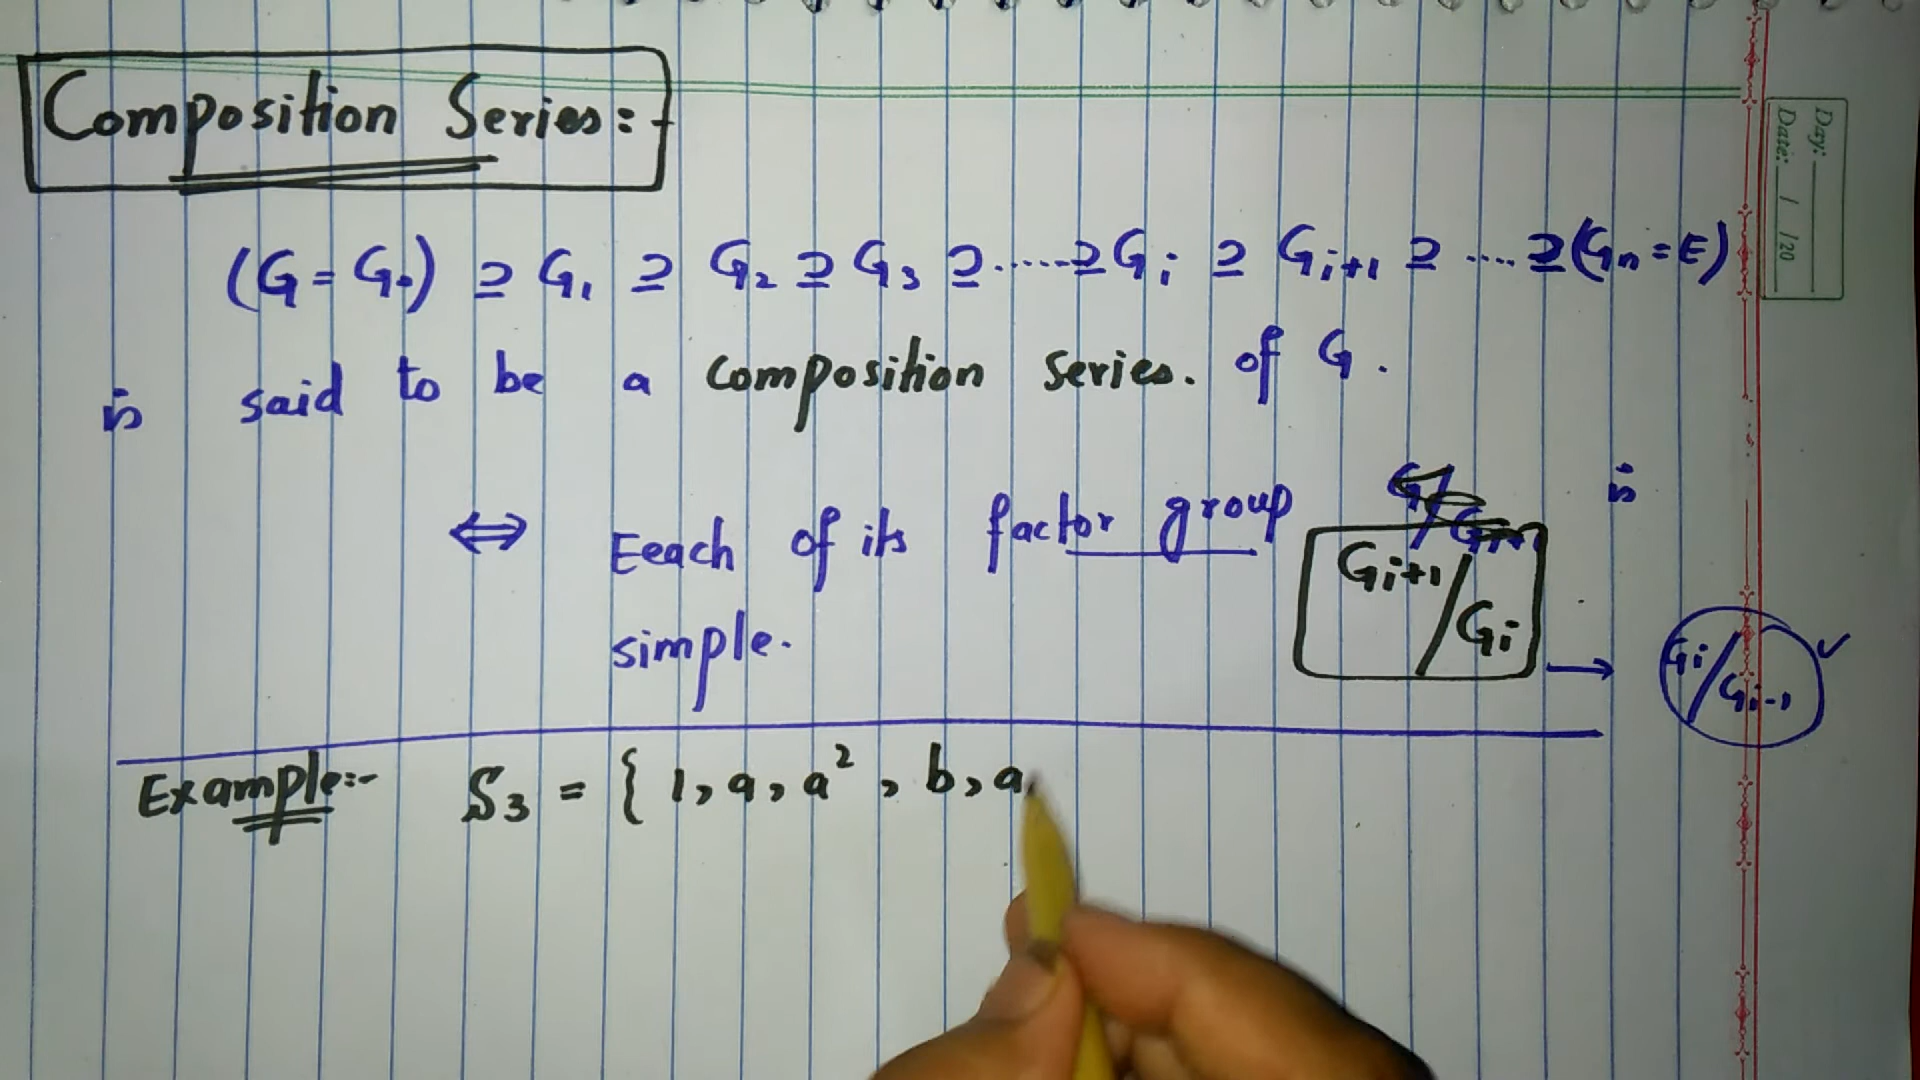 Composition Series:-
(G = G₀) ⊇ G₁ ⊇ G₂ ⊇ G₃ ⊇ ...... ⊇ Gᵢ ⊇ Gᵢ₊₁ ⊇ .... ⊇ (Gₙ = E)
is said to be a composition series. of G.
⇔ Eeach of its factor group Gᵢ₊₁/Gᵢ is
simple. → Gᵢ/Gᵢ₋₁ ✓
Example:- S₃ = { 1, a, a², b, a
Day:
Date: / /20